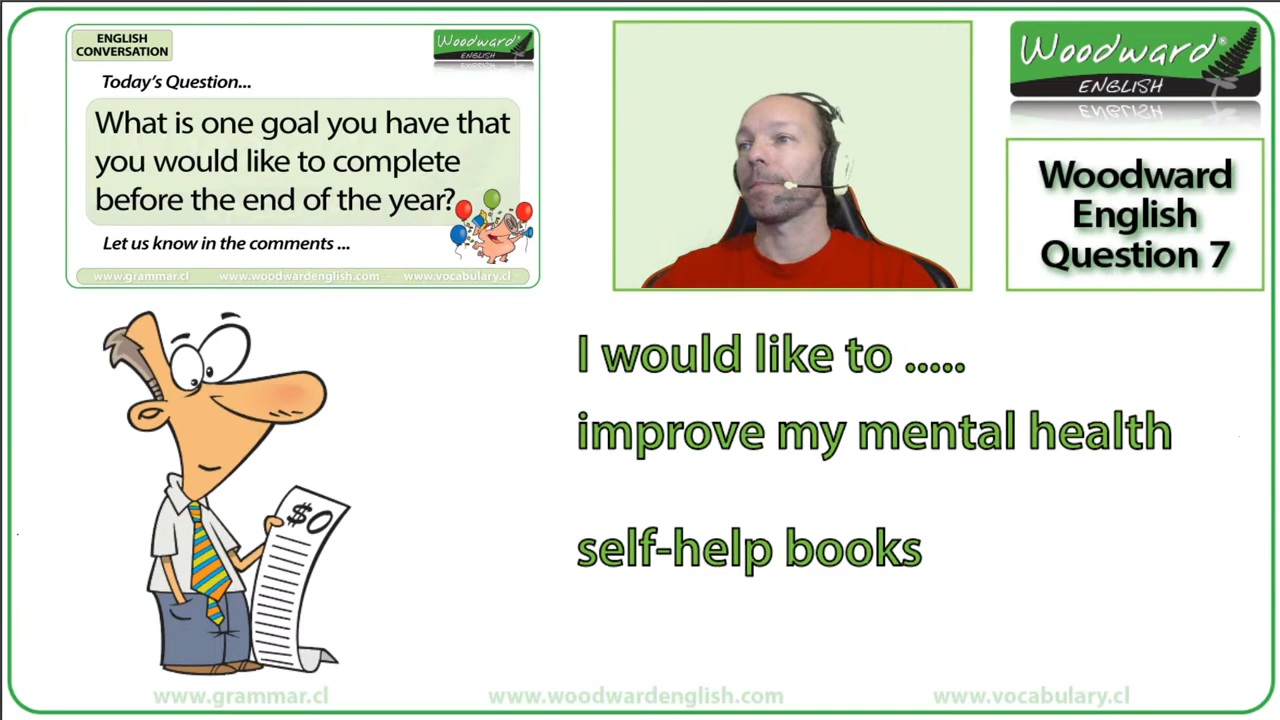 ENGLISH
CONVERSATION
Woodward
ENGLISH
Today's Question...
What is one goal you have that
you would like to complete
before the end of the year?
Let us know in the comments ...
www.grammar.cl www.woodwardenglish.com www.vocabulary.cl
Woodward®
ENGLISH
Woodward
English
Question 7
I would like to .....
improve my mental health
self-help books
$0
www.grammar.cl www.woodwardenglish.com www.vocabulary.cl